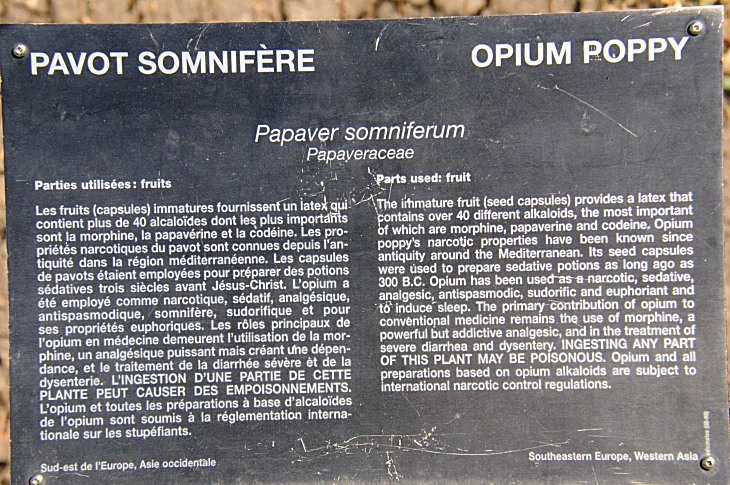 PAVOT SOMNIFÈRE
OPIUM POPPY
Papaver somniferum
Papaveraceae
Parties utilisées : fruits
Les fruits (capsules) immatures fournissent un latex qui
contient plus de 40 alcaloïdes dont les plus importants
sont la morphine, la papavérine et la codéine. Les pro-
priétés narcotiques du pavot sont connues depuis l'an-
tiquité dans la région méditerranéenne. Les capsules
de pavots étaient employées pour préparer des potions
sédatives trois siècles avant Jésus-Christ. L'opium a
été employé comme narcotique, sédatif, analgésique,
antispasmodique, somnifère, sudorifique et pour
ses propriétés euphoriques. Les rôles principaux de
l'opium en médecine demeurent l'utilisation de la mor-
phine, un analgésique puissant mais créant une dépen-
dance, et le traitement de la diarrhée sévère et de la
dysenterie. L'INGESTION D'UNE PARTIE DE CETTE
PLANTE PEUT CAUSER DES EMPOISONNEMENTS.
L'opium et toutes les préparations à base d'alcaloïdes
de l'opium sont soumis à la réglementation interna-
tionale sur les stupéfiants.
Sud-est de l'Europe, Asie occidentale
Parts used: fruit
The immature fruit (seed capsules) provides a latex that
contains over 40 different alkaloids, the most important
of which are morphine, papaverine and codeine. Opium
poppy's narcotic properties have been known since
antiquity around the Mediterranean. Its seed capsules
were used to prepare sedative potions as long ago as
300 B.C. Opium has been used as a narcotic, sedative,
analgesic, antispasmodic, sudorific and euphoriant and
to induce sleep. The primary contribution of opium to
conventional medicine remains the use of morphine, a
powerful but addictive analgesic, and in the treatment of
severe diarrhea and dysentery. INGESTING ANY PART
OF THIS PLANT MAY BE POISONOUS. Opium and all
preparations based on opium alkaloids are subject to
international narcotic control regulations.
Southeastern Europe, Western Asia